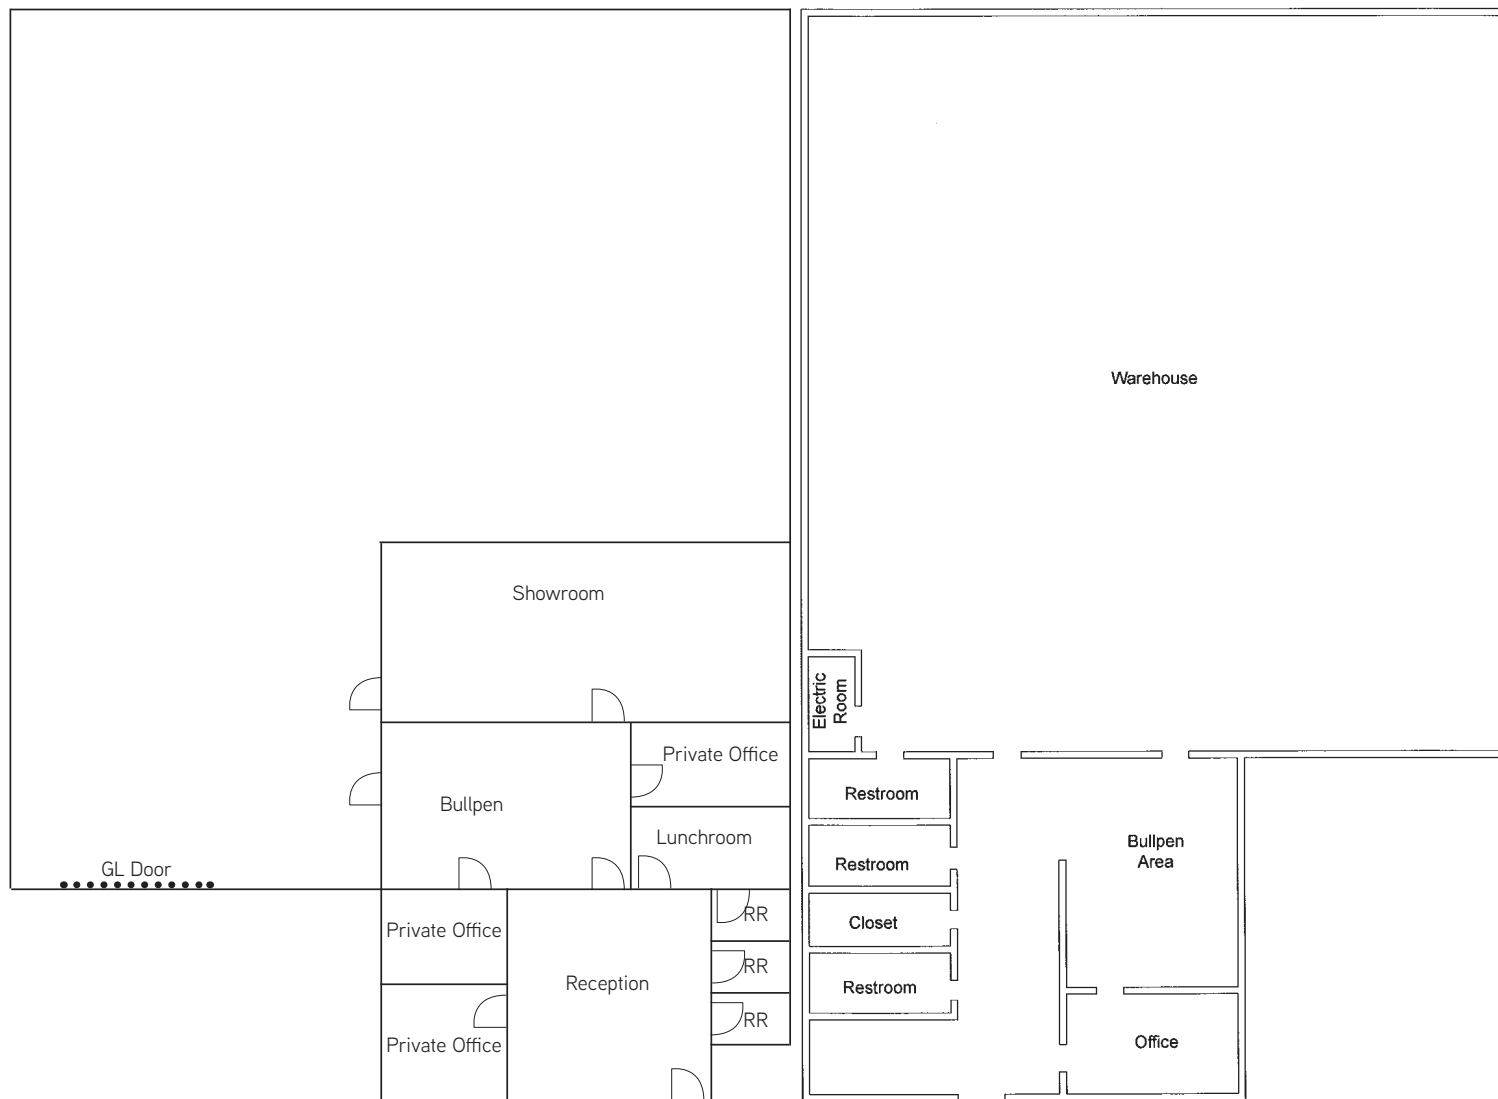 Warehouse
Showroom
Electric
Room
Private Office
Bullpen
Lunchroom
GL Door
Private Office
Reception
Private Office
RR
RR
RR
Restroom
Restroom
Closet
Restroom
Bullpen
Area
Office